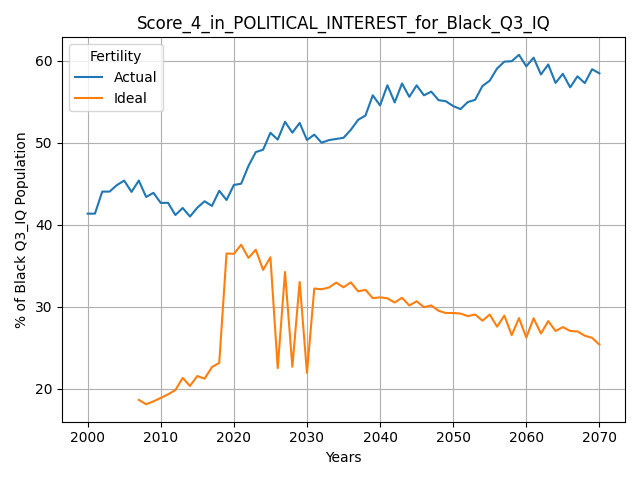 Score_4_in_POLITICAL_INTEREST_for_Black_Q3_IQ
Fertility
Actual
Ideal
% of Black Q3_IQ Population
60
50
40
30
20
2000 2010 2020 2030 2040 2050 2060 2070
Years